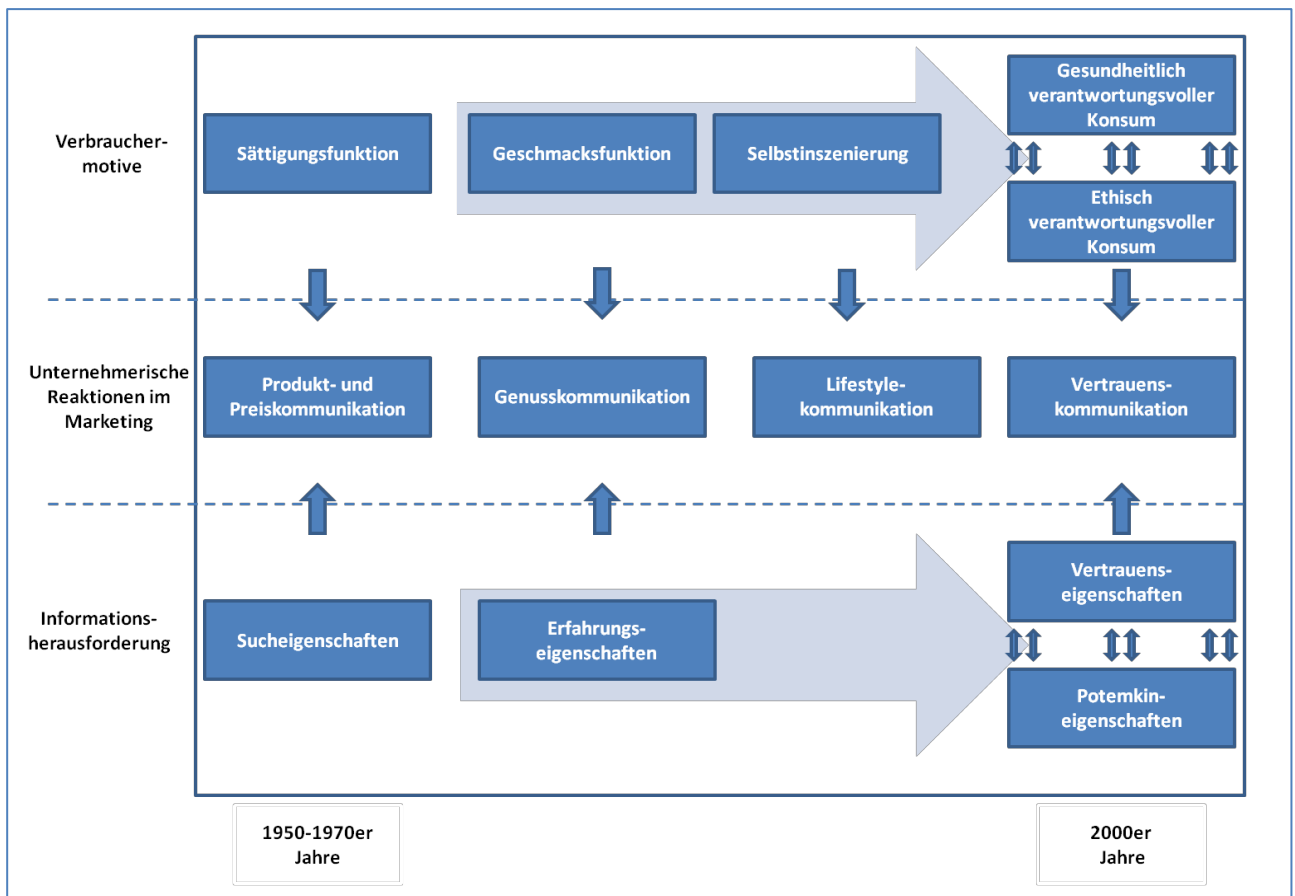 Verbraucher-
motive
Sättigungsfunktion
Geschmacksfunktion
Selbstinszenierung
Gesundheitlich
verantwortungsvoller
Konsum
Ethisch
verantwortungsvoller
Konsum
Unternehmerische
Reaktionen im
Marketing
Produkt- und
Preiskommunikation
Genusskommunikation
Lifestyle-
kommunikation
Vertrauens-
kommunikation
Informations-
herausforderung
Sucheigenschaften
Erfahrungs-
eigenschaften
Vertrauens-
eigenschaften
Potemkin-
eigenschaften
1950-1970er
Jahre
2000er
Jahre